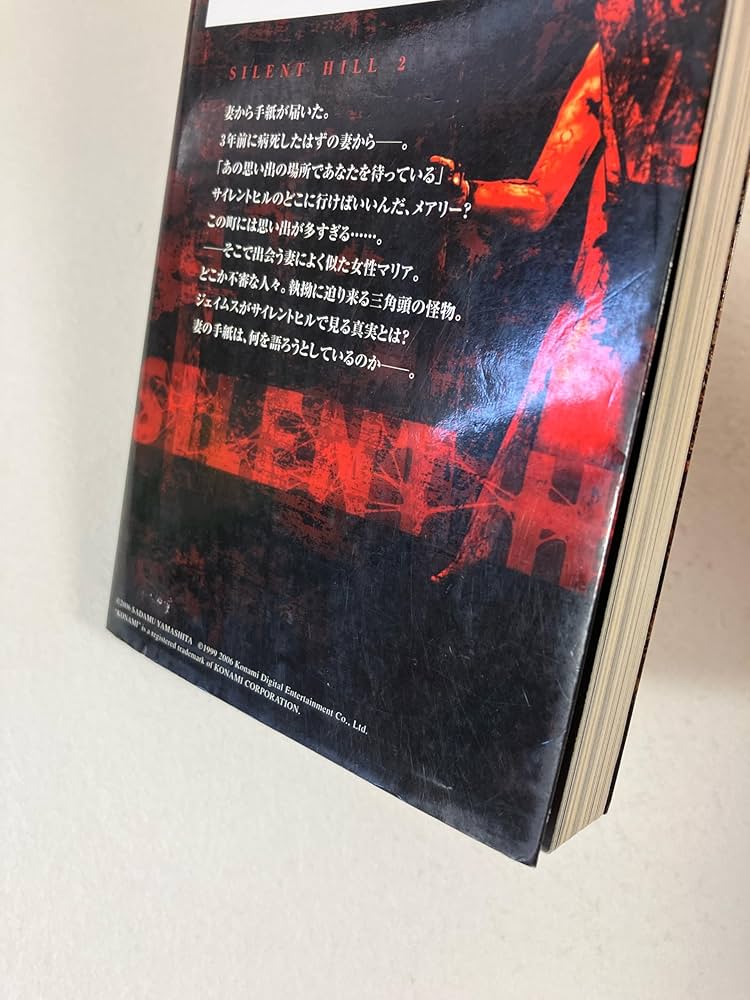 SILENT HILL 2
妻から手紙が届いた。
3年前に病死したはずの妻から──。
「あの思い出の場所であなたを待っている」
サイレントヒルのどこに行けばいいんだ、メアリー?
この町には思い出が多すぎる……。
──そこで出会う妻によく似た女性マリア。
どこか不審な人々。執拗に迫り来る三角頭の怪物。
ジェイムスがサイレントヒルで見る真実とは?
妻の手紙は、何を語ろうとしているのか──。
SILENT H
©2006 SADAMU YAMASHITA ©1999 2006 Konami Digital Entertainment Co., Ltd.
"KONAMI" is a registered trademark of KONAMI CORPORATION.